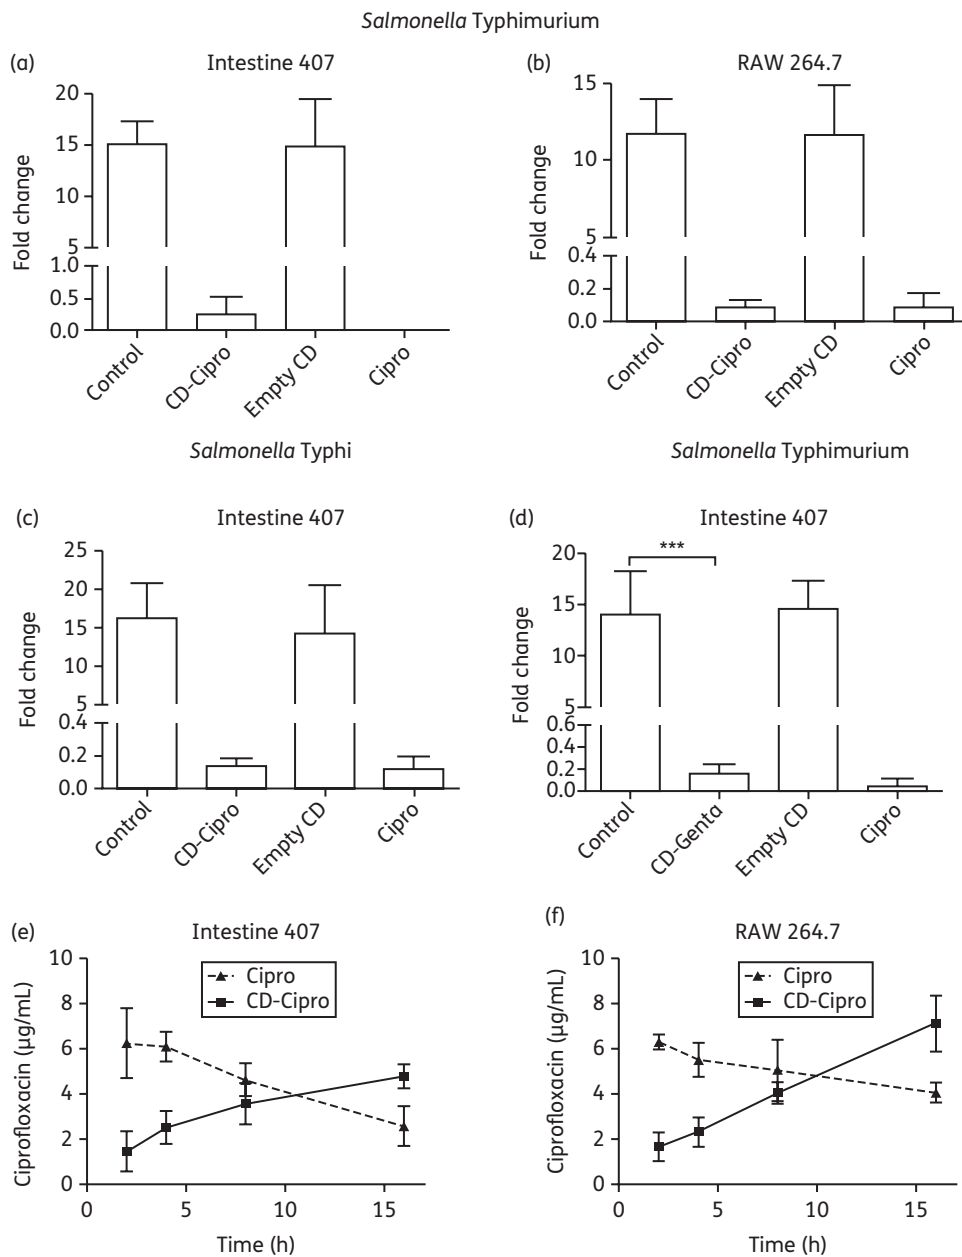 Salmonella Typhimurium
(a)
Intestine 407
Fold change
20
15
10
5
1.0
0.5
0.0
Control
CD-Cipro
Empty CD
Cipro
(b)
RAW 264.7
Fold change
15
10
5
0.4
0.2
0.0
Control
CD-Cipro
Empty CD
Cipro
Salmonella Typhi
(c)
Intestine 407
Fold change
25
20
15
10
5
0.4
0.2
0.0
Control
CD-Cipro
Empty CD
Cipro
Salmonella Typhimurium
(d)
Intestine 407
***
Fold change
20
15
10
5
0.6
0.4
0.2
0.0
Control
CD-Genta
Empty CD
Cipro
(e)
Intestine 407
Cipro
CD-Cipro
Ciprofloxacin (µg/mL)
10
8
6
4
2
0
0
5
10
15
Time (h)
(f)
RAW 264.7
Cipro
CD-Cipro
Ciprofloxacin (µg/mL)
10
8
6
4
2
0
0
5
10
15
Time (h)